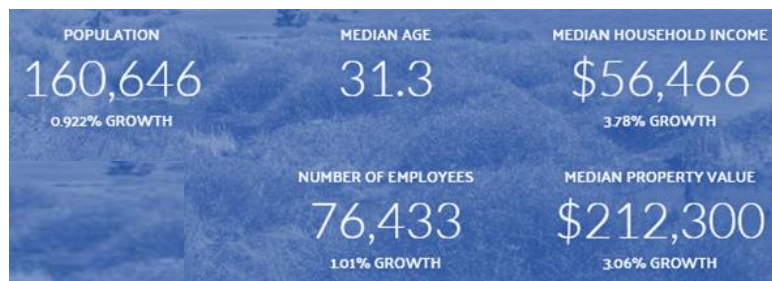 POPULATION
160,646
0.922% GROWTH
MEDIAN AGE
31.3
MEDIAN HOUSEHOLD INCOME
$56,466
3.78% GROWTH
NUMBER OF EMPLOYEES
76,433
1.01% GROWTH
MEDIAN PROPERTY VALUE
$212,300
3.06% GROWTH